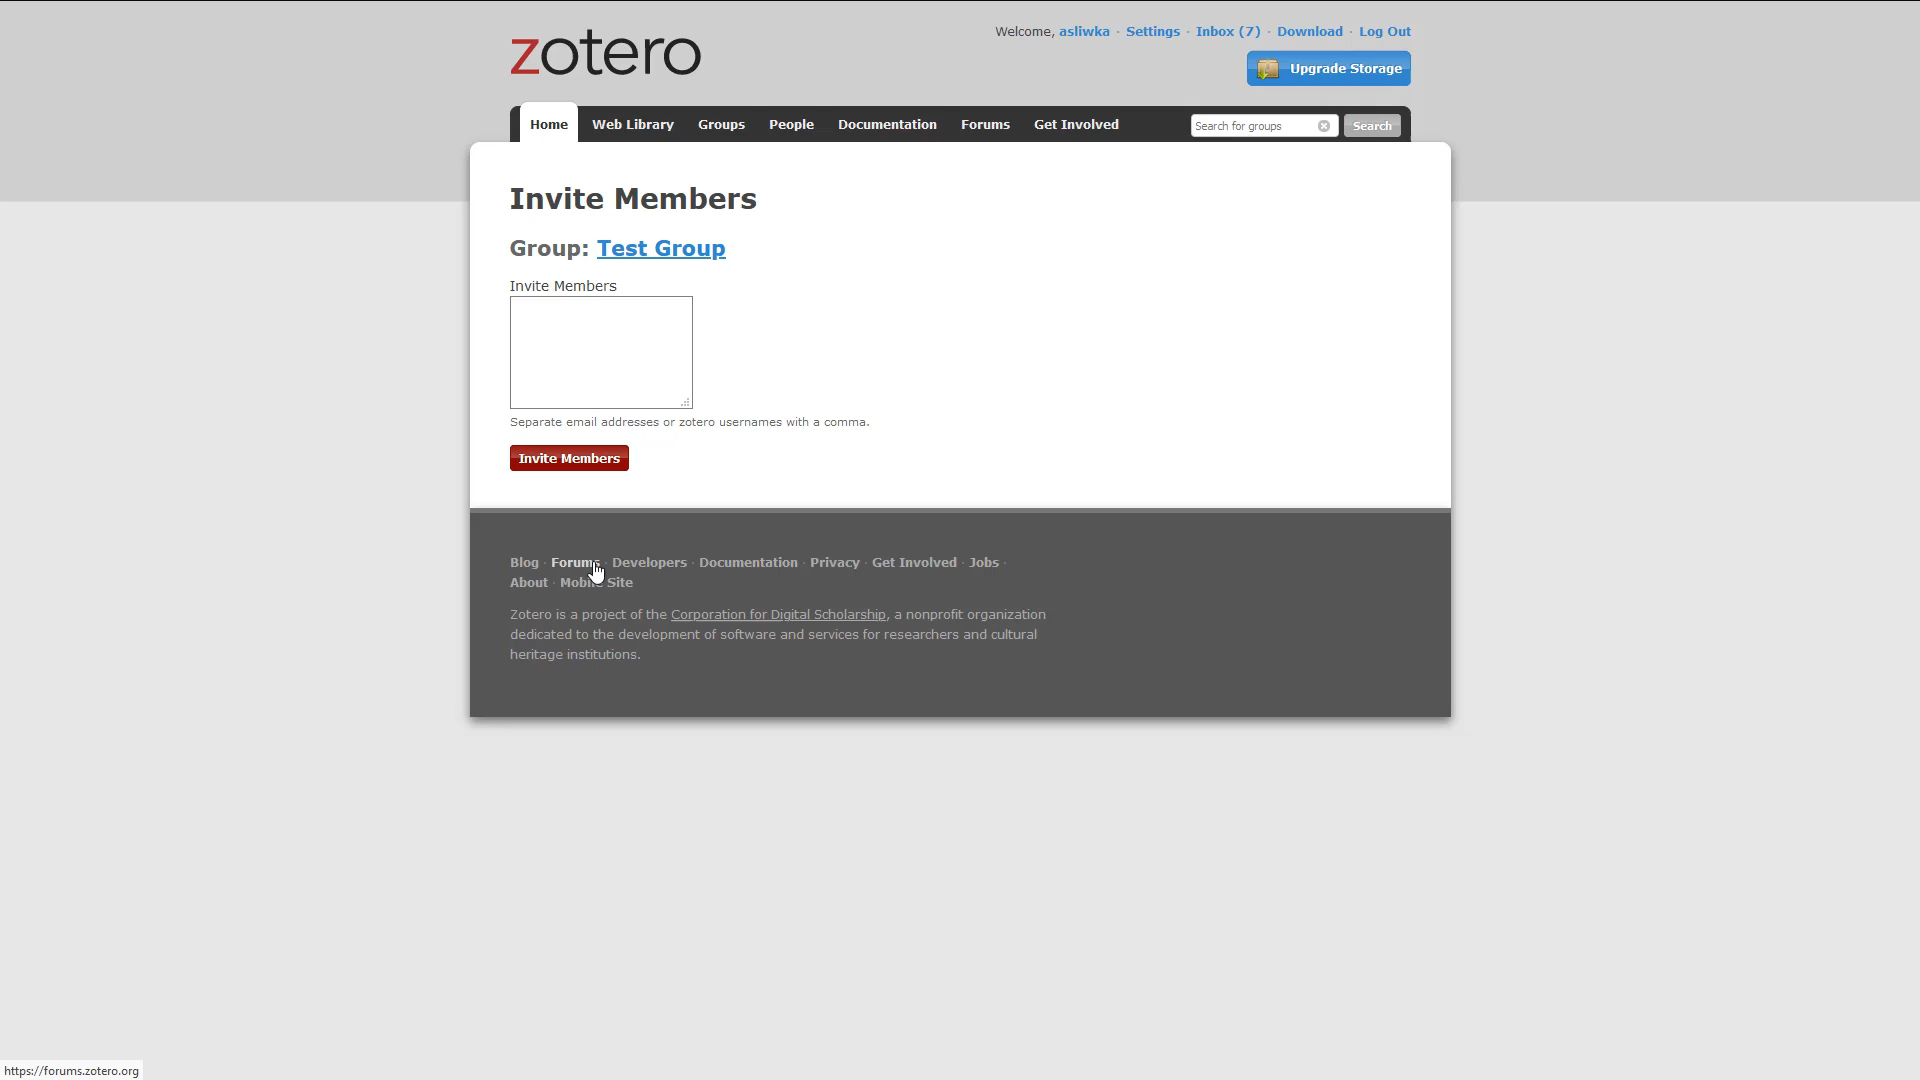 zotero
Welcome, asliwka · Settings · Inbox (7) · Download · Log Out
Upgrade Storage
Home Web Library Groups People Documentation Forums Get Involved Search for groups Search
Invite Members
Group: Test Group
Invite Members
Separate email addresses or zotero usernames with a comma.
Invite Members
Blog · Forums · Developers · Documentation · Privacy · Get Involved · Jobs ·
About · Mobile Site
Zotero is a project of the Corporation for Digital Scholarship, a nonprofit organization
dedicated to the development of software and services for researchers and cultural
heritage institutions.
https://forums.zotero.org